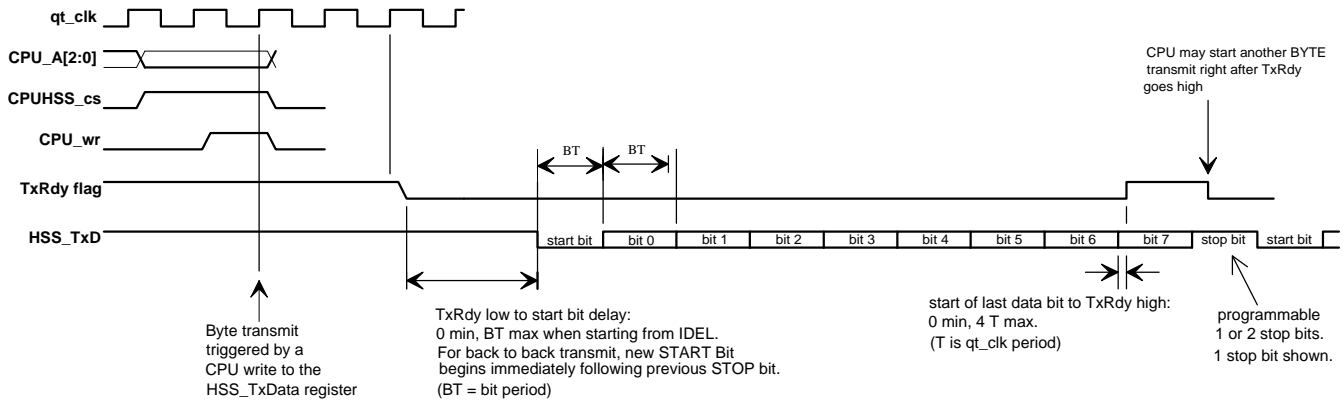 qt_clk
CPU_A[2:0]
CPUHSS_cs
CPU_wr
TxRdy flag
HSS_TxD
CPU may start another BYTE
transmit right after TxRdy
goes high
BT
BT
start bit
bit 0
bit 1
bit 2
bit 3
bit 4
bit 5
bit 6
bit 7
stop bit
start bit
Byte transmit
triggered by a
CPU write to the
HSS_TxData register
TxRdy low to start bit delay:
0 min, BT max when starting from IDEL.
For back to back transmit, new START Bit
begins immediately following previous STOP bit.
(BT = bit period)
start of last data bit to TxRdy high:
0 min, 4 T max.
(T is qt_clk period)
programmable
1 or 2 stop bits.
1 stop bit shown.